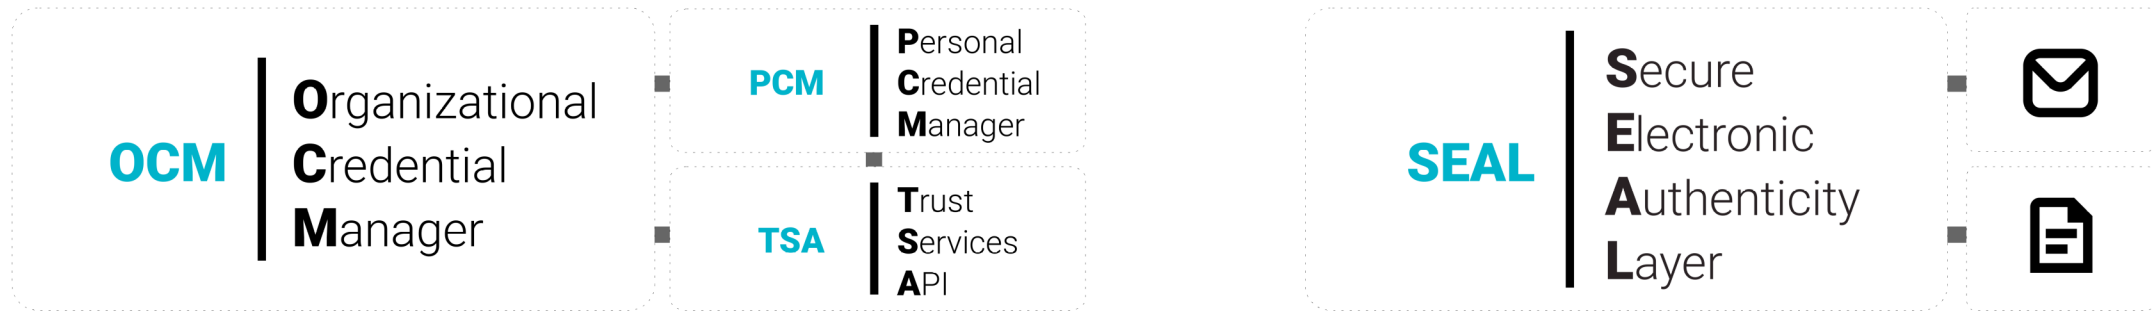 OCM
Organizational
Credential
Manager
PCM
Personal
Credential
Manager
TSA
Trust
Services
API
SEAL
Secure
Electronic
Authenticity
Layer